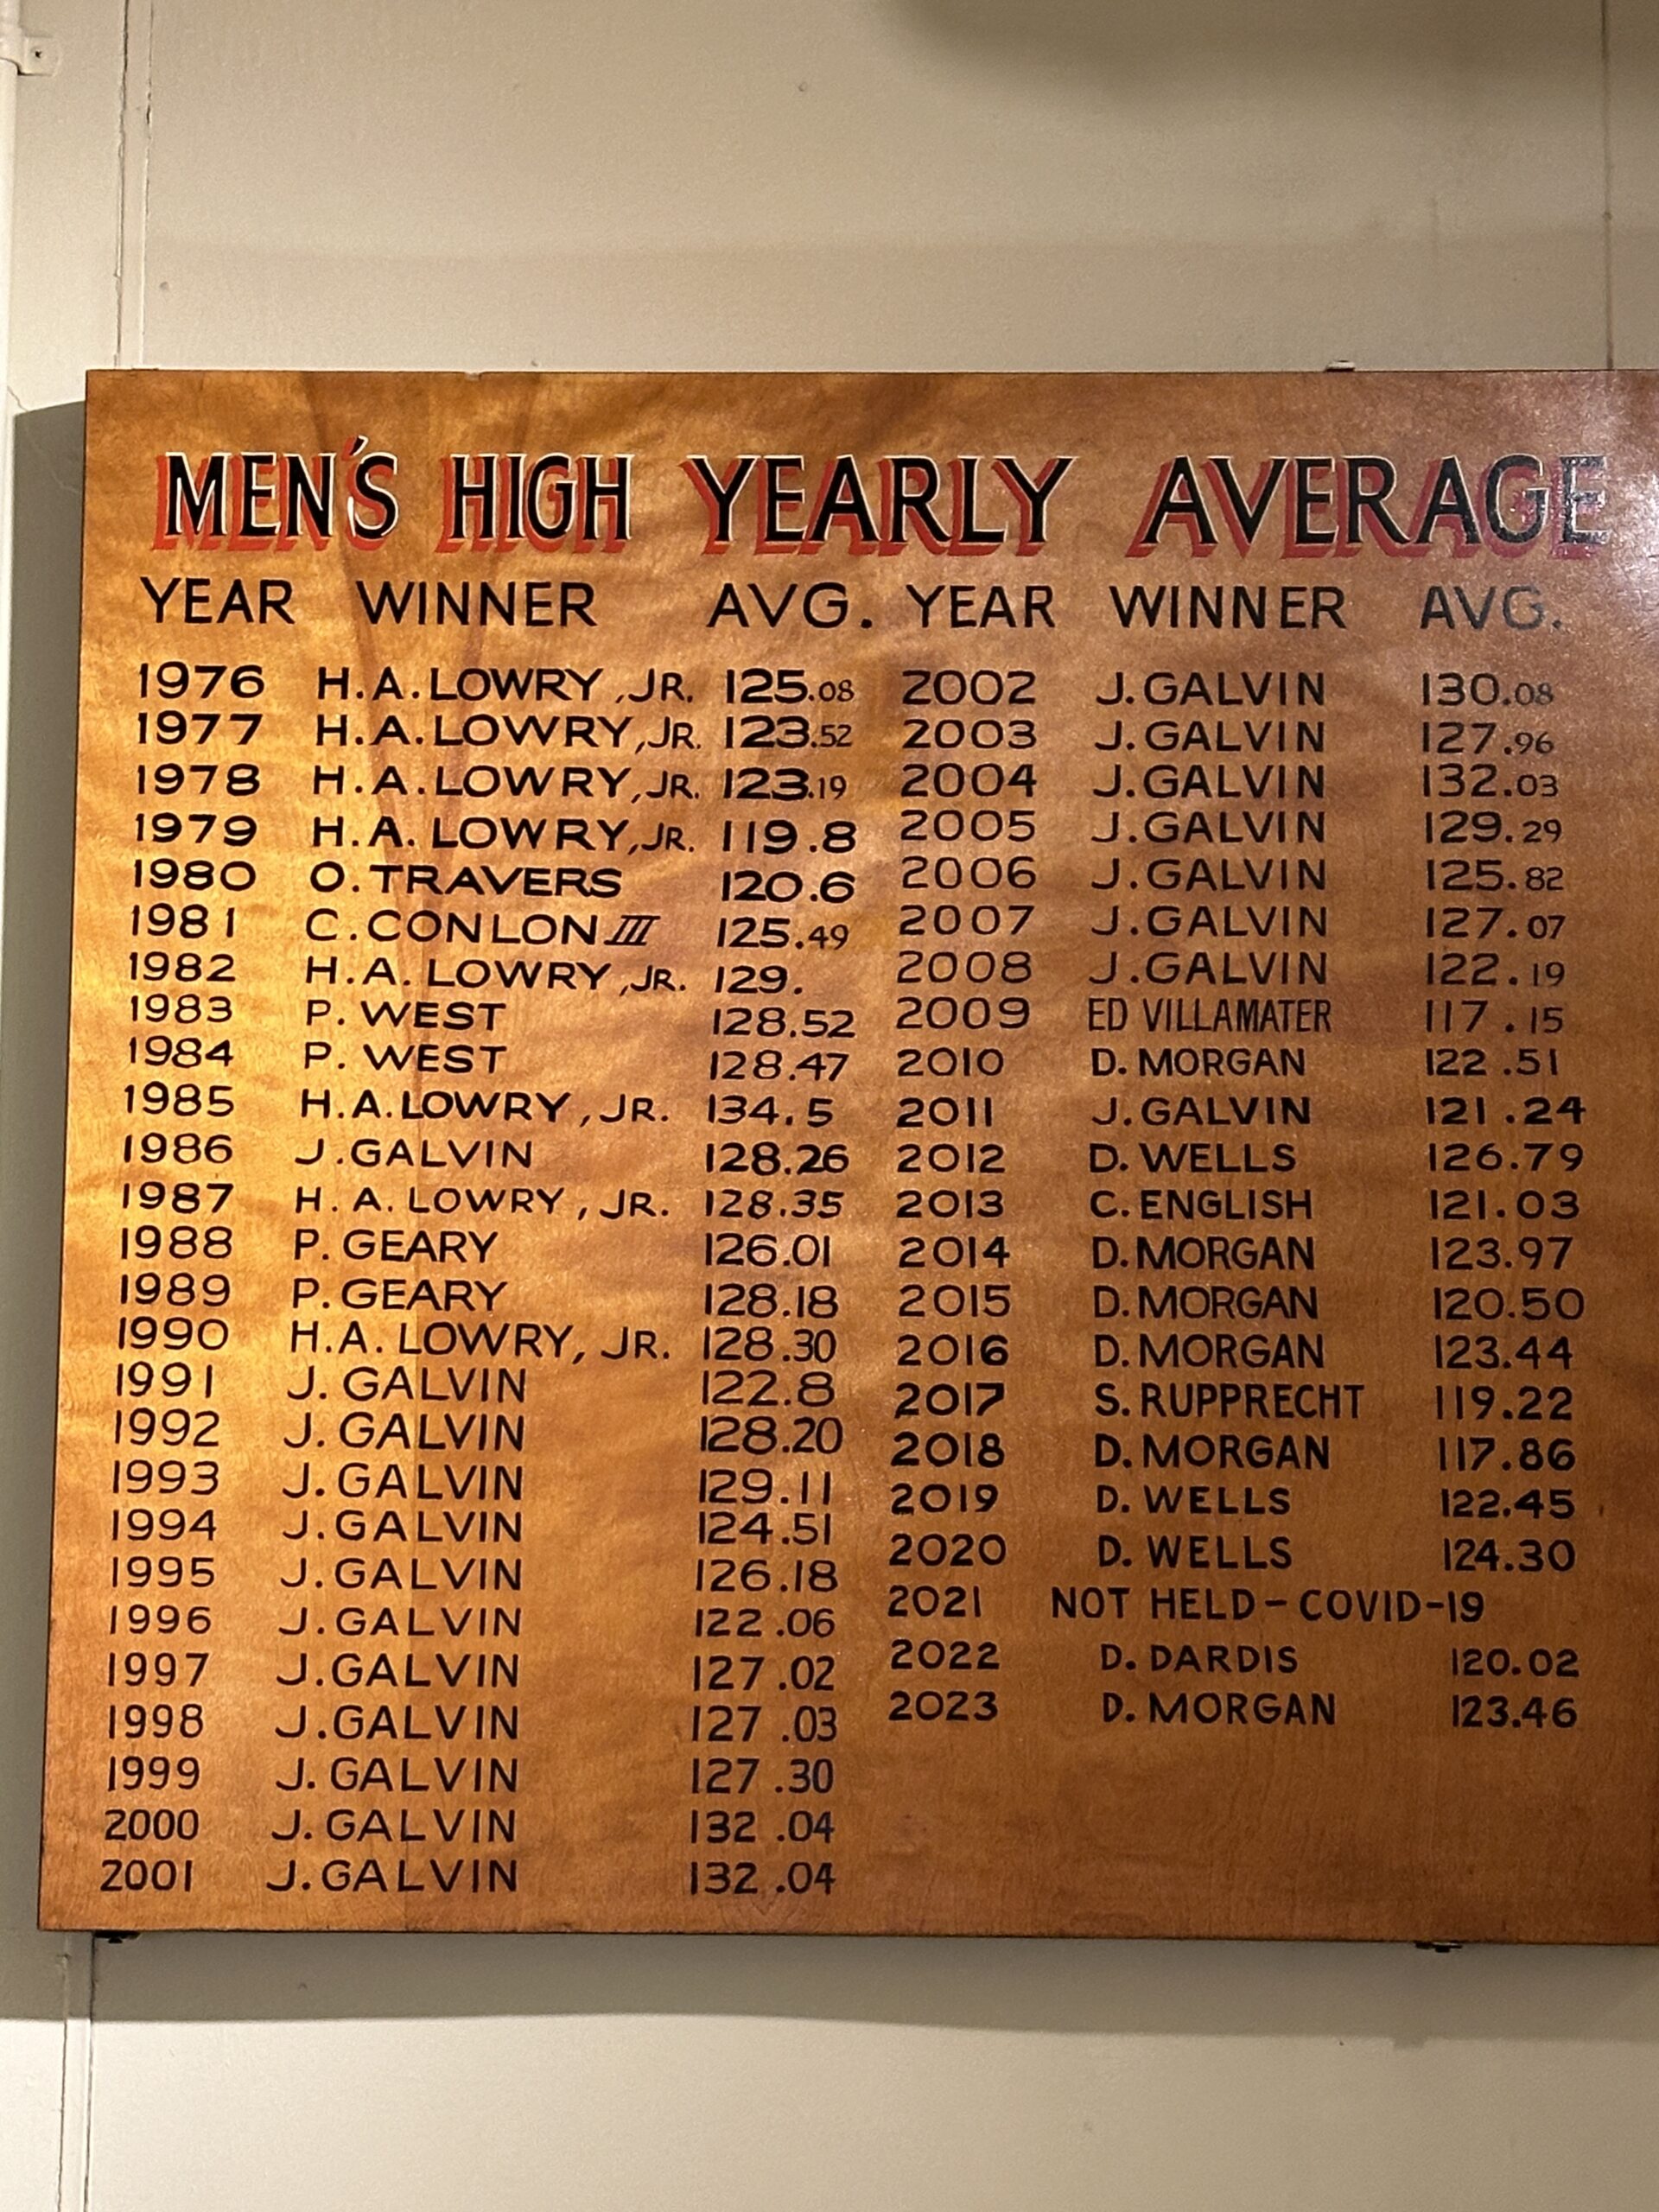 MEN'S HIGH YEARLY AVERAGE
YEAR WINNER AVG. YEAR WINNER AVG.
1976 H.A.LOWRY,JR. 125.08 2002 J.GALVIN 130.08
1977 H.A.LOWRY,JR. 123.52 2003 J.GALVIN 127.96
1978 H.A.LOWRY,JR. 123.19 2004 J.GALVIN 132.03
1979 H.A.LOWRY,JR. 119.8 2005 J.GALVIN 129.29
1980 O.TRAVERS 120.6 2006 J.GALVIN 125.82
1981 C.CONLON III 125.49 2007 J.GALVIN 127.07
1982 H.A.LOWRY,JR. 129. 2008 J.GALVIN 122.19
1983 P. WEST 128.52 2009 ED VILLAMATER 117.15
1984 P. WEST 128.47 2010 D. MORGAN 122.51
1985 H.A.LOWRY, JR. 134.5 2011 J.GALVIN 121.24
1986 J.GALVIN 128.26 2012 D. WELLS 126.79
1987 H.A.LOWRY, JR. 128.35 2013 C. ENGLISH 121.03
1988 P. GEARY 126.01 2014 D. MORGAN 123.97
1989 P. GEARY 128.18 2015 D. MORGAN 120.50
1990 H.A. LOWRY, JR. 128.30 2016 D. MORGAN 123.44
1991 J. GALVIN 122.8 2017 S. RUPPRECHT 119.22
1992 J. GALVIN 128.20 2018 D. MORGAN 117.86
1993 J. GALVIN 129.11 2019 D. WELLS 122.45
1994 J.GALVIN 124.51 2020 D. WELLS 124.30
1995 J.GALVIN 126.18 2021 NOT HELD-COVID-19
1996 J.GALVIN 122.06 2022 D. DARDIS 120.02
1997 J.GALVIN 127.02 2023 D. MORGAN 123.46
1998 J.GALVIN 127.03
1999 J. GALVIN 127.30
2000 J. GALVIN 132.04
2001 J.GALVIN 132.04